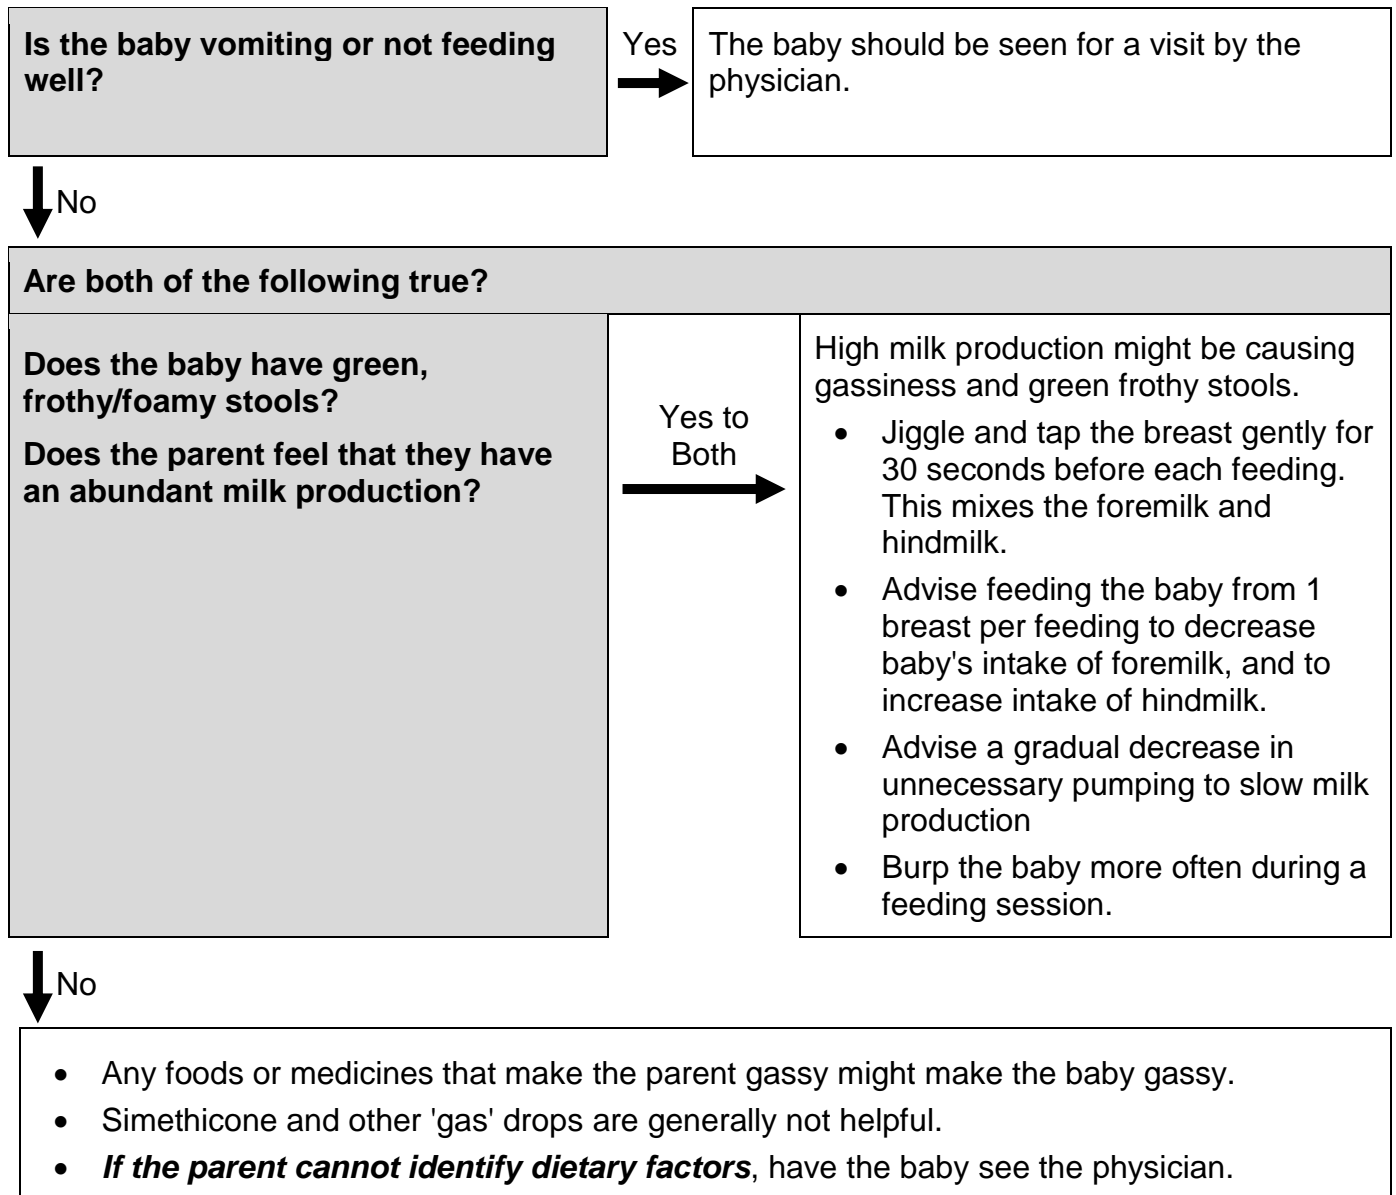 Is the baby vomiting or not feeding
well?
Yes
The baby should be seen for a visit by the
physician.
No
Are both of the following true?
Does the baby have green,
frothy/foamy stools?
Does the parent feel that they have
an abundant milk production?
Yes to
Both
High milk production might be causing
gassiness and green frothy stools.
• Jiggle and tap the breast gently for
30 seconds before each feeding.
This mixes the foremilk and
hindmilk.
• Advise feeding the baby from 1
breast per feeding to decrease
baby's intake of foremilk, and to
increase intake of hindmilk.
• Advise a gradual decrease in
unnecessary pumping to slow milk
production
• Burp the baby more often during a
feeding session.
No
• Any foods or medicines that make the parent gassy might make the baby gassy.
• Simethicone and other 'gas' drops are generally not helpful.
• If the parent cannot identify dietary factors, have the baby see the physician.